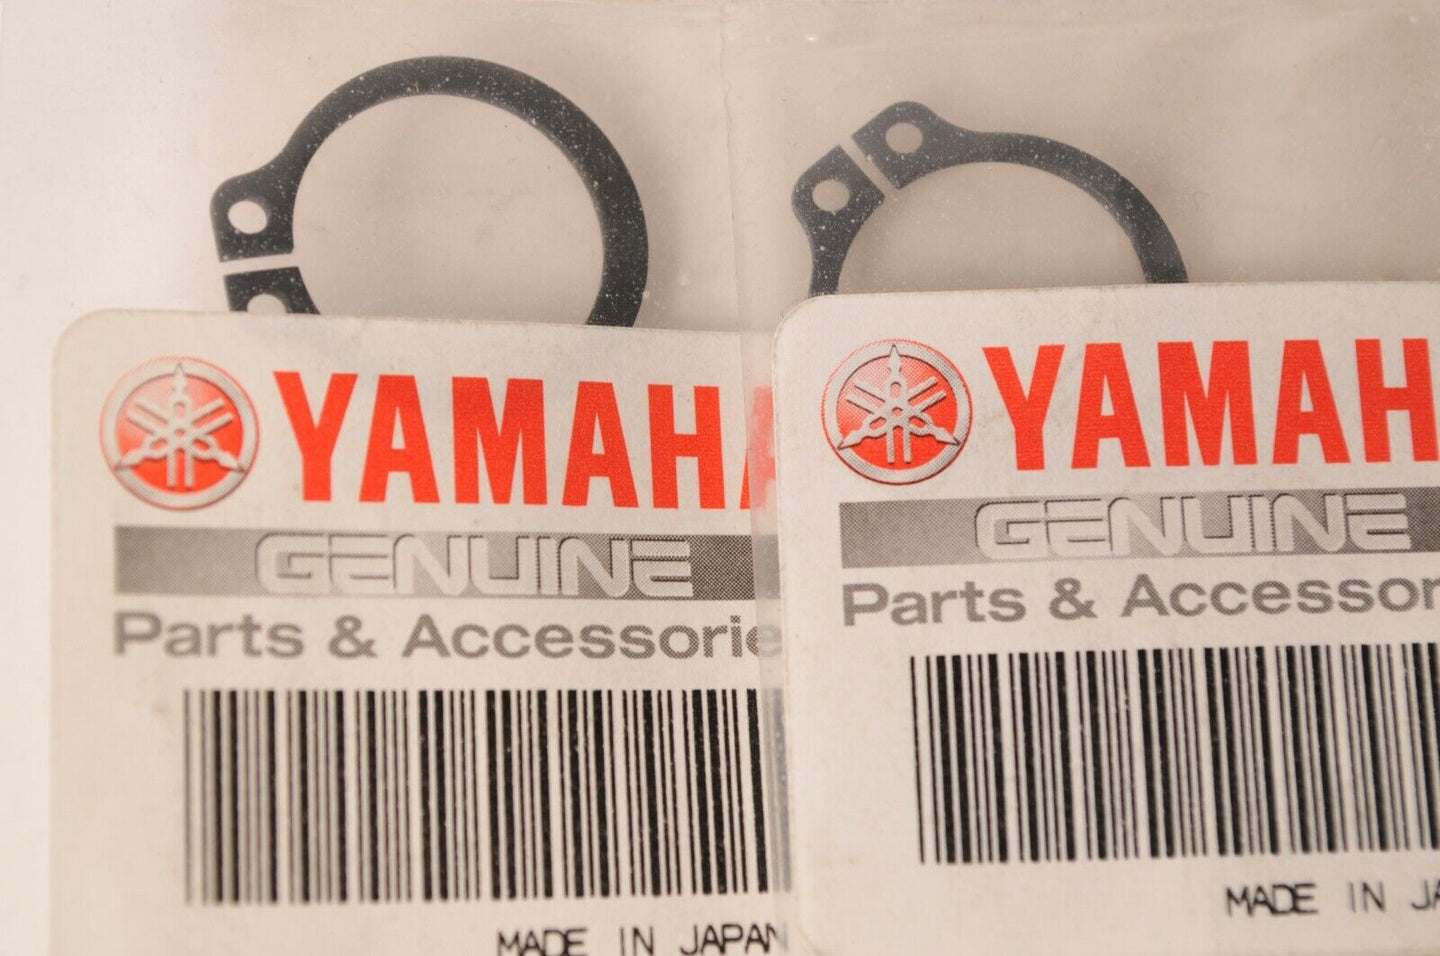 YAMAHA
GENUINE
Parts & Accessorie
MADE IN JAPAN
YAMAH
GENUINE
Parts & Accessor
MADE IN JA